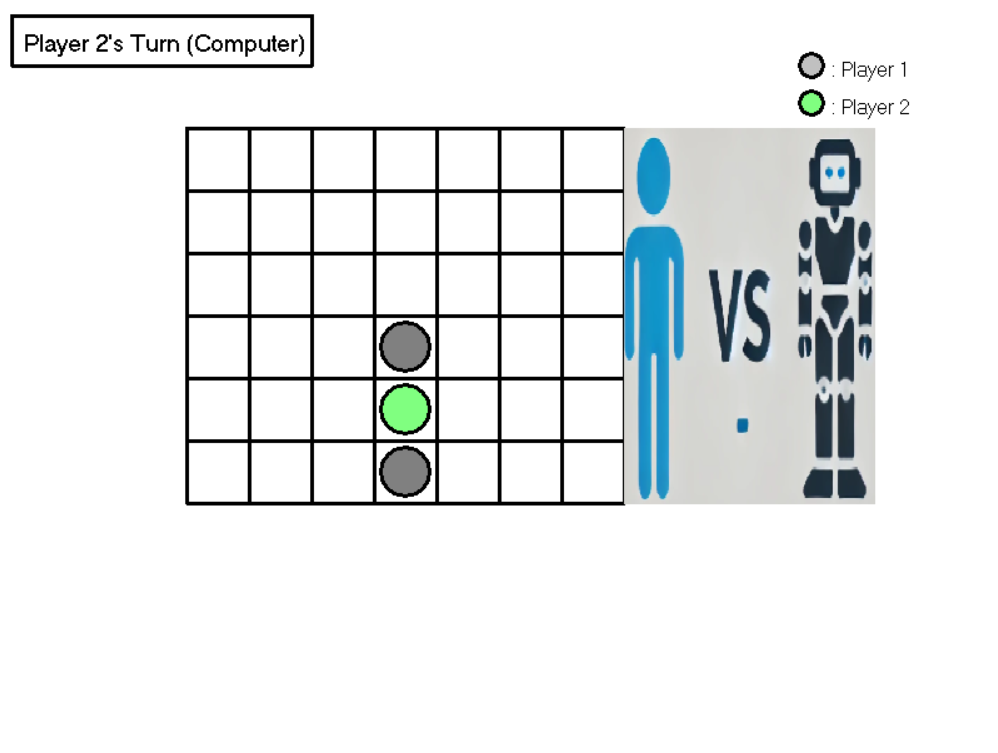 Player 2's Turn (Computer)
: Player 1
: Player 2
VS